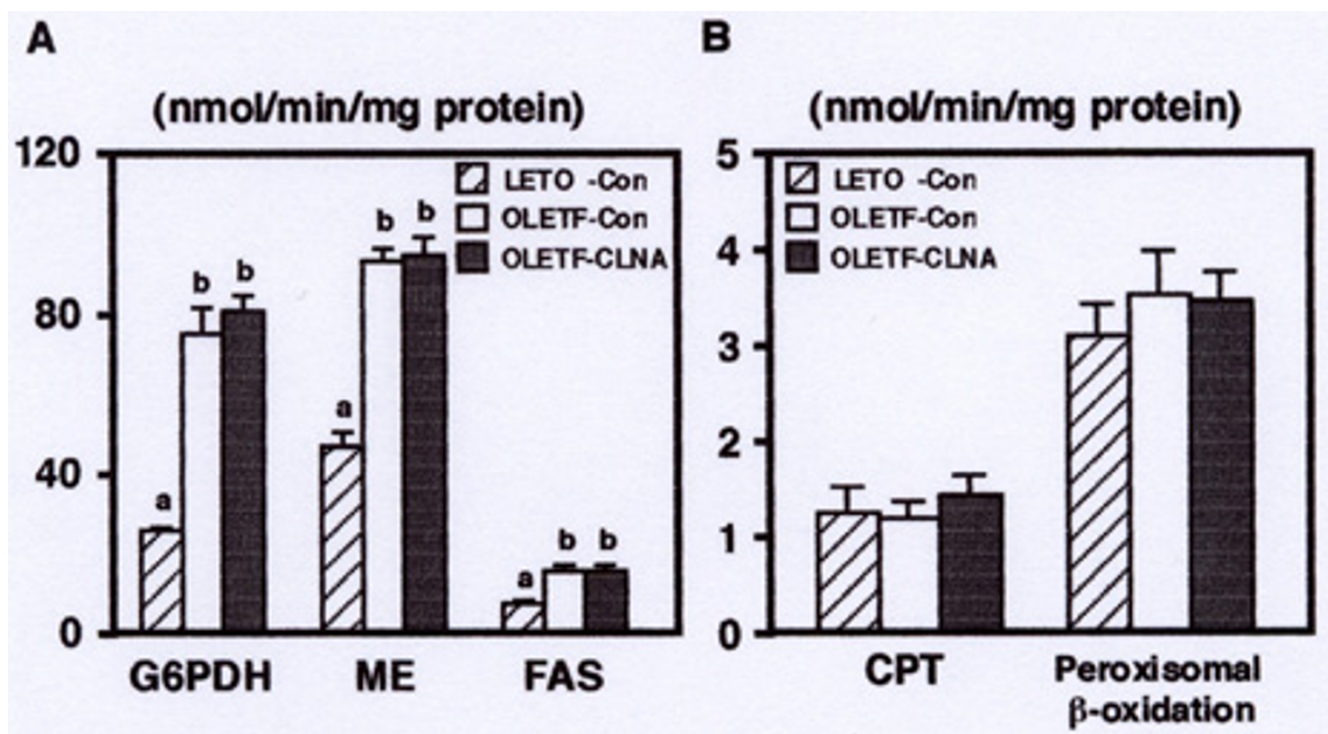 A
(nmol/min/mg protein)
120
80
40
0
LETO -Con
OLETF-Con
OLETF-CLNA
a
b
b
a
b
b
a
b
b
G6PDH
ME
FAS
B
(nmol/min/mg protein)
5
4
3
2
1
0
LETO -Con
OLETF-Con
OLETF-CLNA
CPT
Peroxisomal
β-oxidation